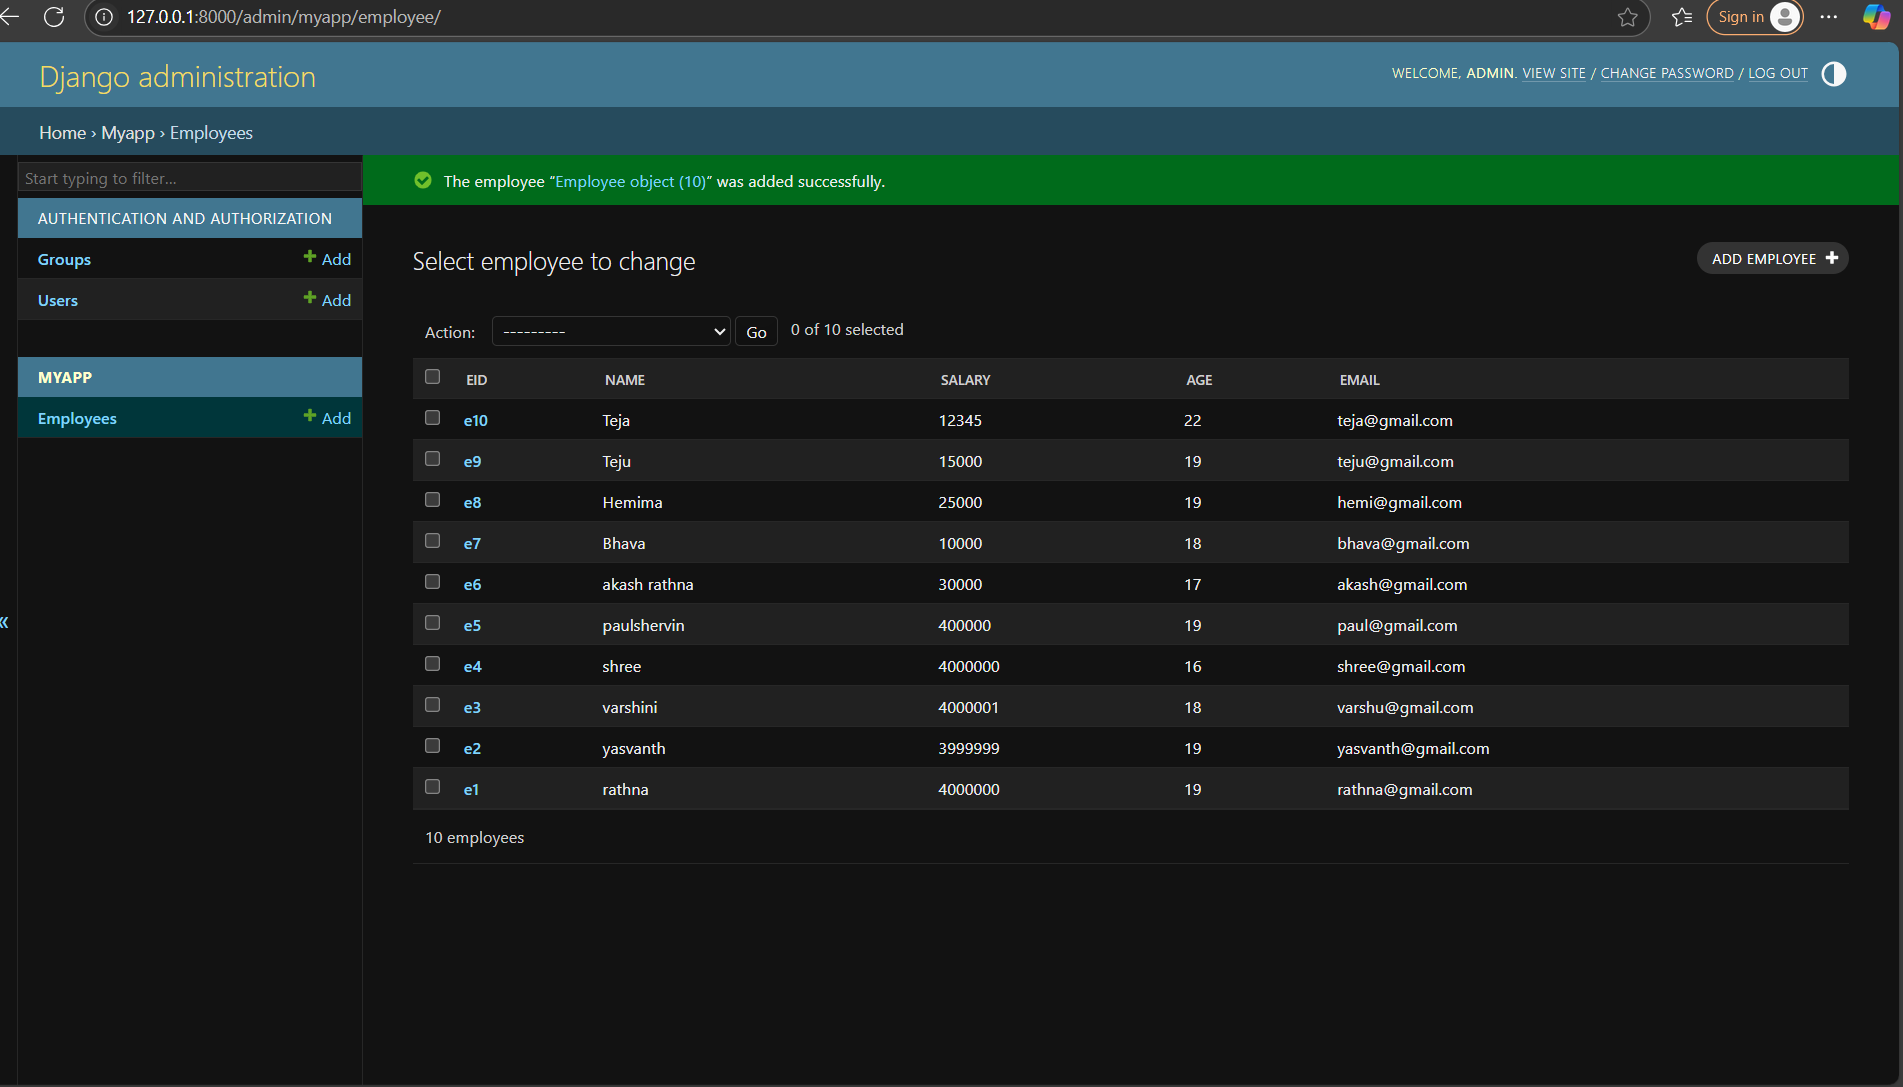 127.0.0.1:8000/admin/myapp/employee/
Sign in
Django administration
WELCOME, ADMIN. VIEW SITE / CHANGE PASSWORD / LOG OUT
Home › Myapp › Employees
Start typing to filter...
The employee “Employee object (10)” was added successfully.
AUTHENTICATION AND AUTHORIZATION
Groups + Add
Users + Add
MYAPP
Employees + Add
Select employee to change
ADD EMPLOYEE +
Action: --------- Go 0 of 10 selected
EID NAME SALARY AGE EMAIL
e10 Teja 12345 22 teja@gmail.com
e9 Teju 15000 19 teju@gmail.com
e8 Hemima 25000 19 hemi@gmail.com
e7 Bhava 10000 18 bhava@gmail.com
e6 akash rathna 30000 17 akash@gmail.com
e5 paulshervin 400000 19 paul@gmail.com
e4 shree 4000000 16 shree@gmail.com
e3 varshini 4000001 18 varshu@gmail.com
e2 yasvanth 3999999 19 yasvanth@gmail.com
e1 rathna 4000000 19 rathna@gmail.com
10 employees
«